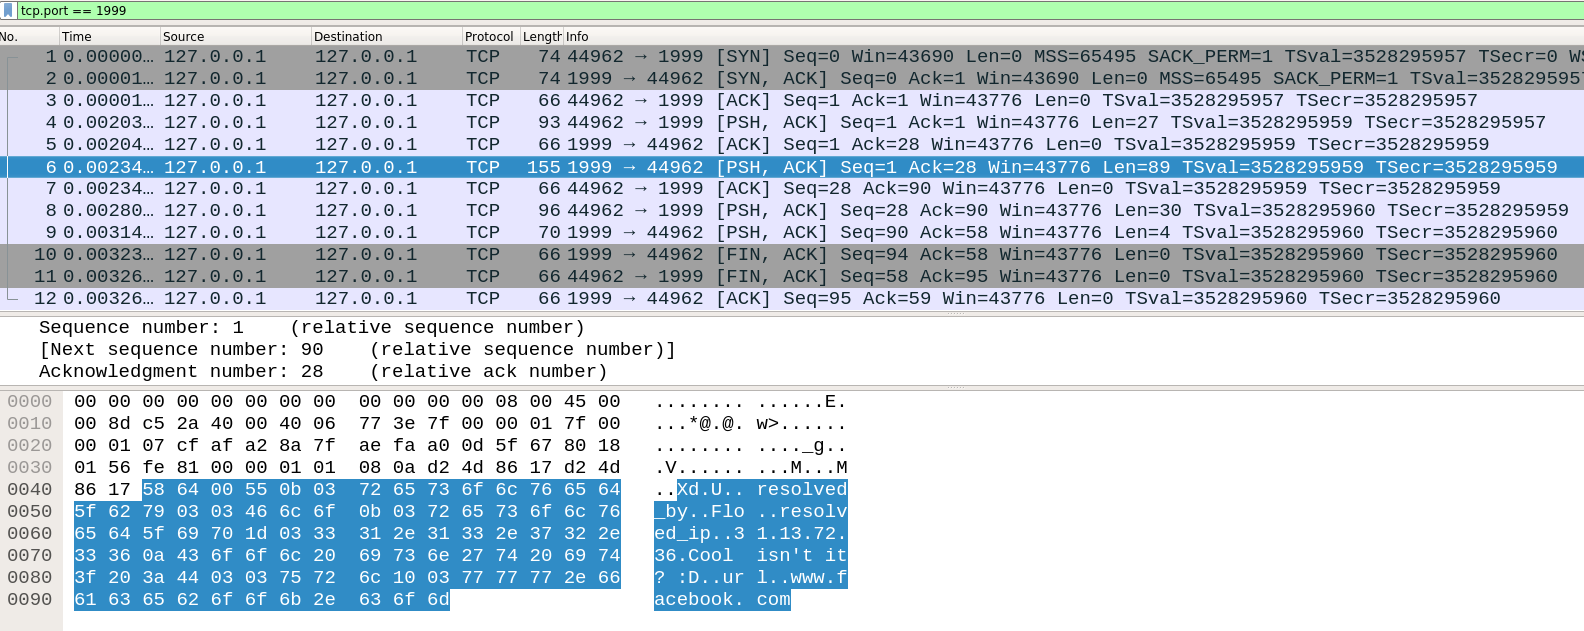 tcp.port == 1999
No. Time Source Destination Protocol Length Info
1 0.00000… 127.0.0.1 127.0.0.1 TCP 74 44962 → 1999 [SYN] Seq=0 Win=43690 Len=0 MSS=65495 SACK_PERM=1 TSval=3528295957 TSecr=0 WS
2 0.00001… 127.0.0.1 127.0.0.1 TCP 74 1999 → 44962 [SYN, ACK] Seq=0 Ack=1 Win=43690 Len=0 MSS=65495 SACK_PERM=1 TSval=3528295957
3 0.00001… 127.0.0.1 127.0.0.1 TCP 66 44962 → 1999 [ACK] Seq=1 Ack=1 Win=43776 Len=0 TSval=3528295957 TSecr=3528295957
4 0.00203… 127.0.0.1 127.0.0.1 TCP 93 44962 → 1999 [PSH, ACK] Seq=1 Ack=1 Win=43776 Len=27 TSval=3528295959 TSecr=3528295957
5 0.00204… 127.0.0.1 127.0.0.1 TCP 66 1999 → 44962 [ACK] Seq=1 Ack=28 Win=43776 Len=0 TSval=3528295959 TSecr=3528295959
6 0.00234… 127.0.0.1 127.0.0.1 TCP 155 1999 → 44962 [PSH, ACK] Seq=1 Ack=28 Win=43776 Len=89 TSval=3528295959 TSecr=3528295959
7 0.00234… 127.0.0.1 127.0.0.1 TCP 66 44962 → 1999 [ACK] Seq=28 Ack=90 Win=43776 Len=0 TSval=3528295959 TSecr=3528295959
8 0.00280… 127.0.0.1 127.0.0.1 TCP 96 44962 → 1999 [PSH, ACK] Seq=28 Ack=90 Win=43776 Len=30 TSval=3528295960 TSecr=3528295959
9 0.00314… 127.0.0.1 127.0.0.1 TCP 70 1999 → 44962 [PSH, ACK] Seq=90 Ack=58 Win=43776 Len=4 TSval=3528295960 TSecr=3528295960
10 0.00323… 127.0.0.1 127.0.0.1 TCP 66 1999 → 44962 [FIN, ACK] Seq=94 Ack=58 Win=43776 Len=0 TSval=3528295960 TSecr=3528295960
11 0.00326… 127.0.0.1 127.0.0.1 TCP 66 44962 → 1999 [FIN, ACK] Seq=58 Ack=95 Win=43776 Len=0 TSval=3528295960 TSecr=3528295960
12 0.00326… 127.0.0.1 127.0.0.1 TCP 66 1999 → 44962 [ACK] Seq=95 Ack=59 Win=43776 Len=0 TSval=3528295960 TSecr=3528295960
Sequence number: 1 (relative sequence number)
[Next sequence number: 90 (relative sequence number)]
Acknowledgment number: 28 (relative ack number)
0000 00 00 00 00 00 00 00 00 00 00 00 00 08 00 45 00 ........ ......E.
0010 00 8d c5 2a 40 00 40 06 77 3e 7f 00 00 01 7f 00 ...*@.@. w>......
0020 00 01 07 cf af a2 8a 7f ae fa a0 0d 5f 67 80 18 ........ ...._g..
0030 01 56 fe 81 00 00 01 01 08 0a d2 4d 86 17 d2 4d .V...... ...M...M
0040 86 17 58 64 00 55 0b 03 72 65 73 6f 6c 76 65 64 ..Xd.U.. resolved
0050 5f 62 79 03 03 46 6c 6f 0b 03 72 65 73 6f 6c 76 _by..Flo ..resolv
0060 65 64 5f 69 70 1d 03 33 31 2e 31 33 2e 37 32 2e ed_ip..3 1.13.72.
0070 33 36 0a 43 6f 6f 6c 20 69 73 6e 27 74 20 69 74 36.Cool isn't it
0080 3f 20 3a 44 03 03 75 72 6c 10 03 77 77 77 2e 66 ? :D..ur l..www.f
0090 61 63 65 62 6f 6f 6b 2e 63 6f 6d acebook. com